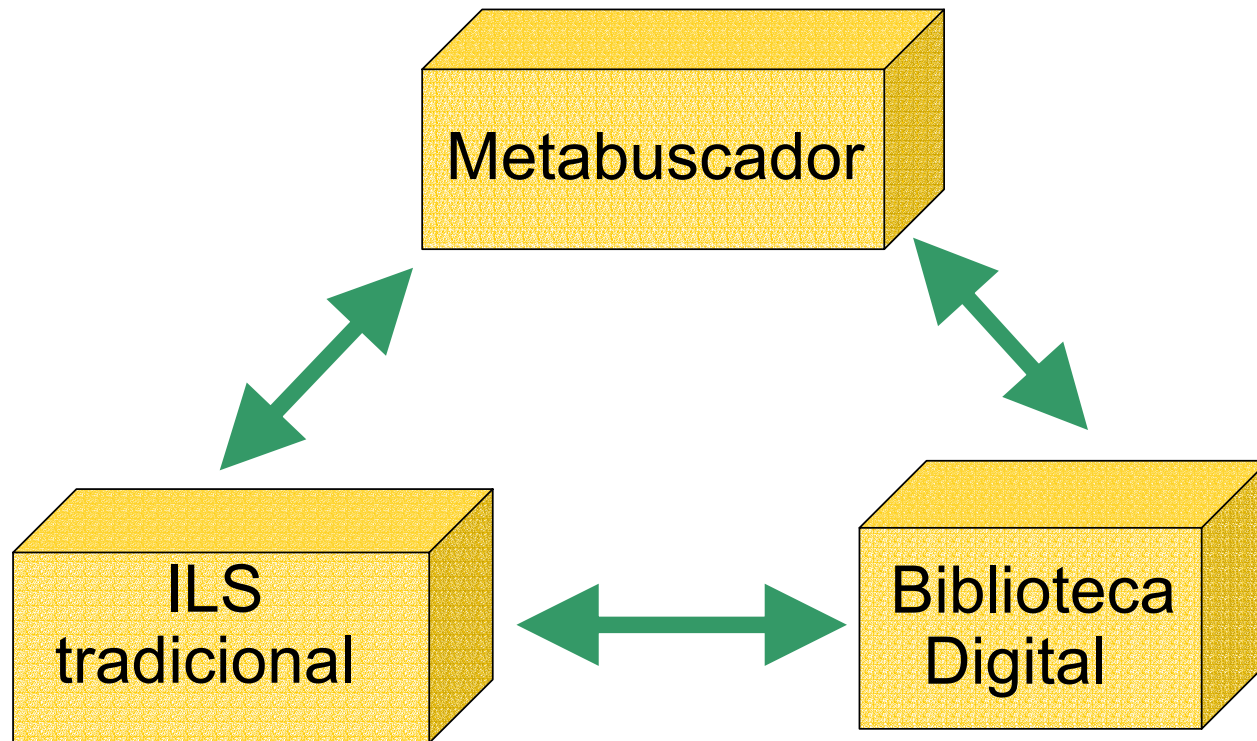 Metabuscador
ILS
tradicional
Biblioteca
Digital